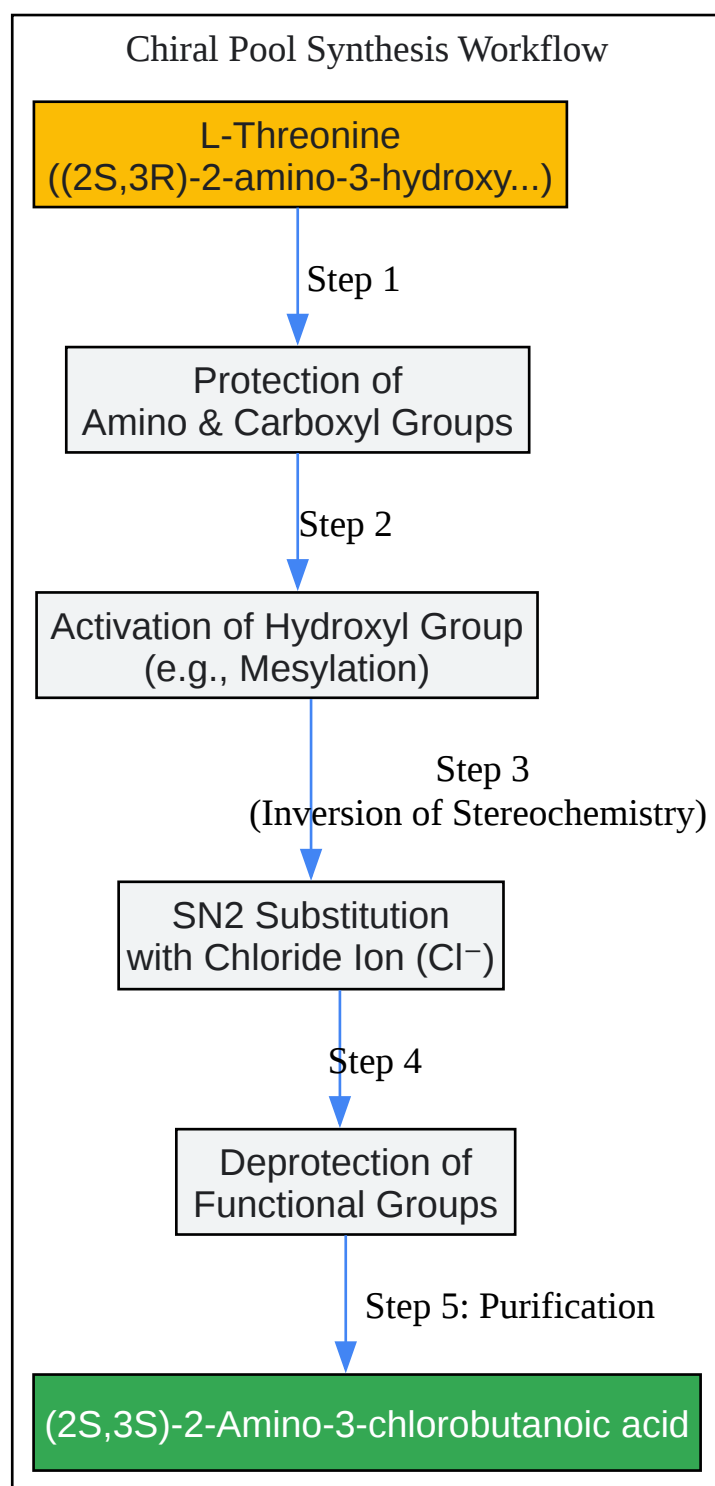 Chiral Pool Synthesis Workflow
L-Threonine
((2S,3R)-2-amino-3-hydroxy...)
Step 1
Protection of
Amino & Carboxyl Groups
Step 2
Activation of Hydroxyl Group
(e.g., Mesylation)
Step 3
(Inversion of Stereochemistry)
SN2 Substitution
with Chloride Ion (Cl⁻)
Step 4
Deprotection of
Functional Groups
Step 5: Purification
(2S,3S)-2-Amino-3-chlorobutanoic acid